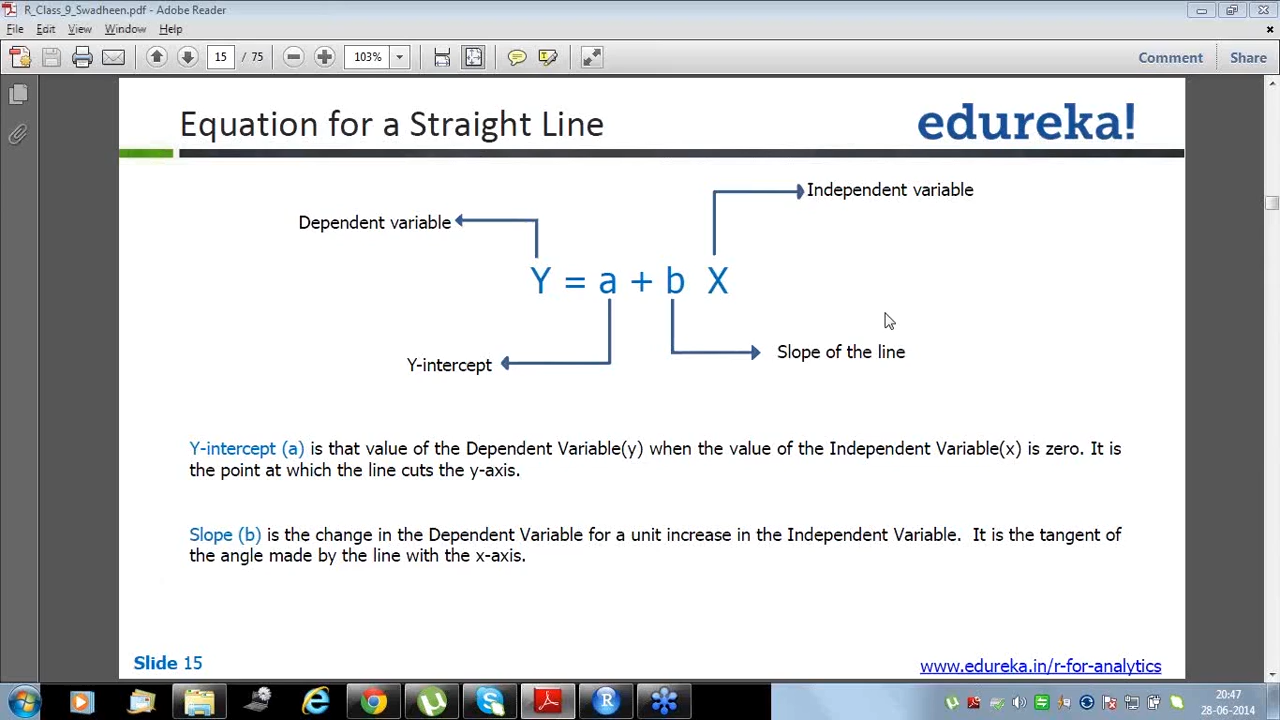 R_Class_9_Swadheen.pdf - Adobe Reader
File Edit View Window Help
15 / 75 103% Comment Share
Equation for a Straight Line
edureka!
Independent variable
Dependent variable
Y = a + b X
Slope of the line
Y-intercept
Y-intercept (a) is that value of the Dependent Variable(y) when the value of the Independent Variable(x) is zero. It is
the point at which the line cuts the y-axis.
Slope (b) is the change in the Dependent Variable for a unit increase in the Independent Variable. It is the tangent of
the angle made by the line with the x-axis.
Slide 15
www.edureka.in/r-for-analytics
20:47
28-06-2014